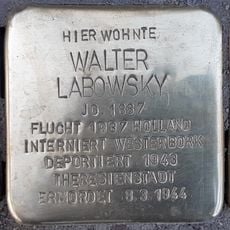 HIER WOHNTE
WALTER
LABOWSKY
JG. 1887
FLUCHT 1937 HOLLAND
INTERNIERT WESTERBORK
DEPORTIERT 1943
THERESIENSTADT
ERMORDET 8.3.1944